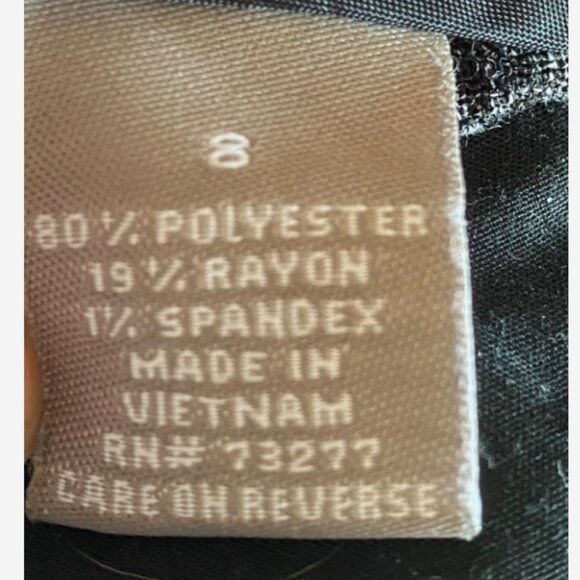 8
80% POLYESTER
19% RAYON
1% SPANDEX
MADE IN
VIETNAM
RN# 73277
CARE ON REVERSE